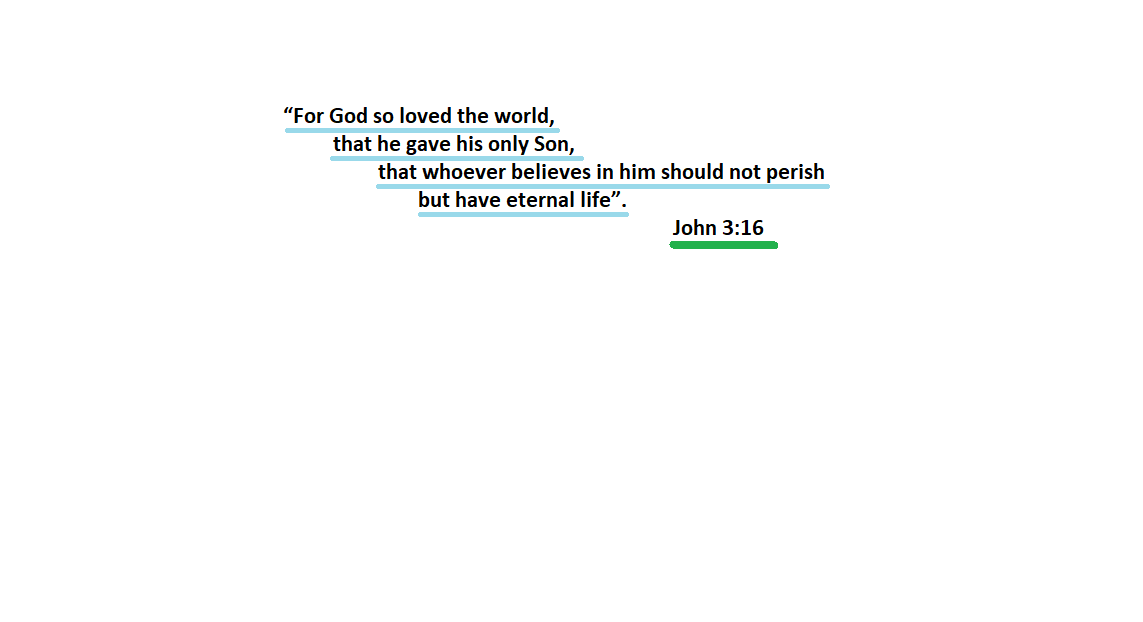 “For God so loved the world,
that he gave his only Son,
that whoever believes in him should not perish
but have eternal life”.
John 3:16